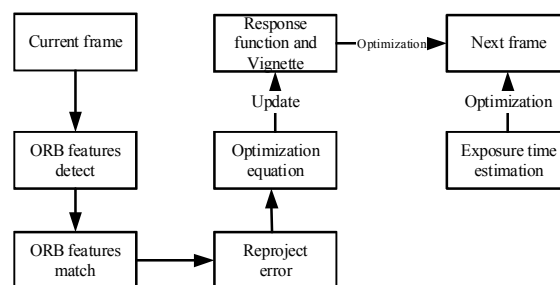 Current frame
ORB features
detect
ORB features
match
Reproject
error
Optimization
equation
Update
Response
function and
Vignette
Optimization
Next frame
Optimization
Exposure time
estimation